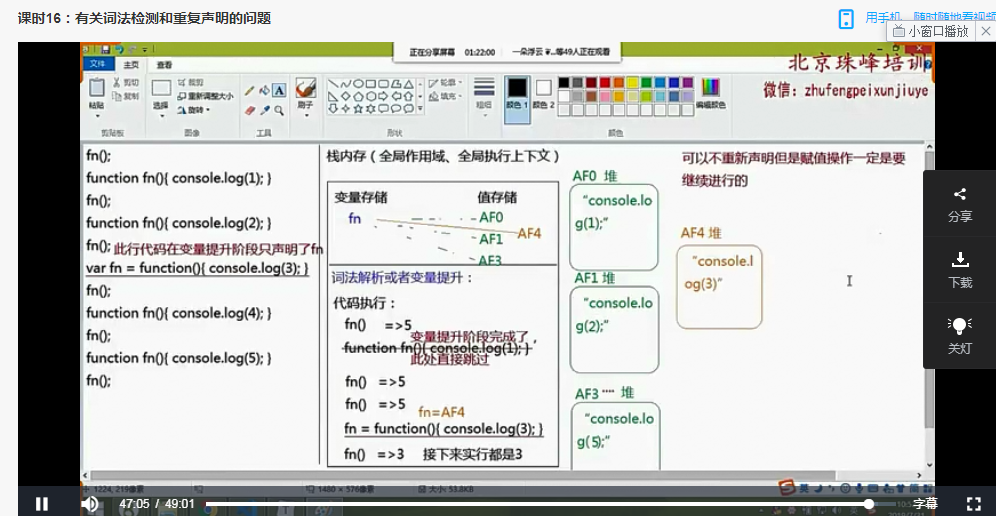 课时16：有关词法检测和重复声明的问题
用手机，随时随地看视频
小窗口播放
正在分享屏幕 01:22:00 一朵浮云 ¥...等49人正在观看
北京珠峰培训
微信：zhufengpeixunjiuye
文件 主页 查看
粘贴
剪切
复制
剪贴板
选择
裁剪
重新调整大小
旋转
图像
A
工具
刷子
形状
轮廓
填充
粗细
颜色 1
颜色 2
编辑颜色
颜色
fn();
function fn(){ console.log(1); }
fn();
function fn(){ console.log(2); }
fn(); 此行代码在变量提升阶段只声明了fn
var fn = function(){ console.log(3); }
fn();
function fn(){ console.log(4); }
fn();
function fn(){ console.log(5); }
fn();
栈内存（全局作用域、全局执行上下文）
变量存储 值存储
fn
AF0
AF1
AF4
AF3
词法解析或者变量提升：
代码执行：
fn() =>5
变量提升阶段完成了，
function fn(){ console.log(1); }
此处直接跳过
fn() =>5
fn() =>5
fn=AF4
fn = function(){ console.log(3); }
fn() =>3 接下来实行都是3
AF0 堆
“console.lo
g(1);”
AF1 堆
“console.lo
g(2);”
AF3 ···· 堆
“console.lo
g(5);”
可以不重新声明但是赋值操作一定是要
继续进行的
AF4 堆
“console.l
og(3)”
分享
下载
关灯
1224, 219像素
1480 × 576像素
大小: 53.8KB
英
47:05 / 49:01
字幕